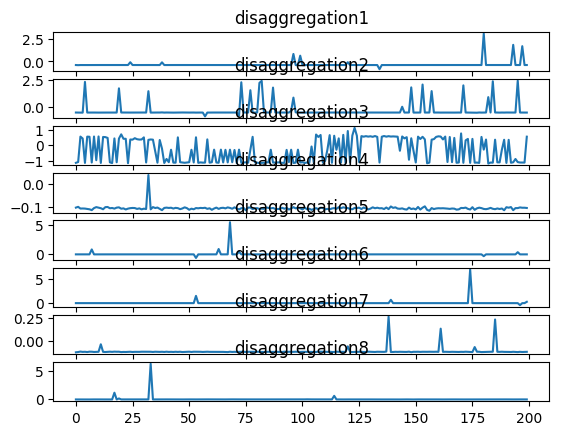 disaggregation1
2.5
0.0
disaggregation2
2.5
0.0
disaggregation3
1
0
−1
disaggregation4
0.0
−0.1
disaggregation5
5
0
disaggregation6
5
0
disaggregation7
0.25
0.00
disaggregation8
5
0
0 25 50 75 100 125 150 175 200